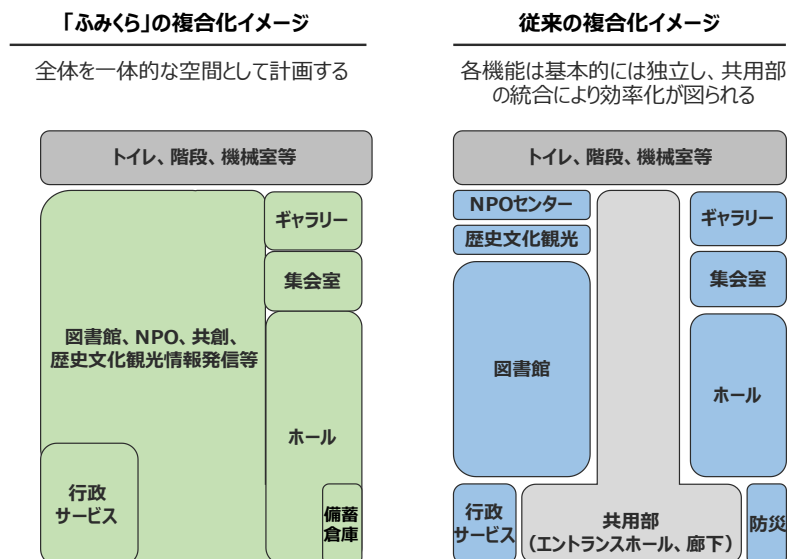 「ふみくら」の複合化イメージ
全体を一体的な空間として計画する
トイレ、階段、機械室等
ギャラリー
集会室
図書館、NPO、共創、
歴史文化観光情報発信等
ホール
行政
サービス
備蓄
倉庫
従来の複合化イメージ
各機能は基本的には独立し、共用部
の統合により効率化が図られる
トイレ、階段、機械室等
NPOセンター
歴史文化観光
ギャラリー
集会室
図書館
ホール
行政
サービス
共用部
（エントランスホール、廊下）
防災